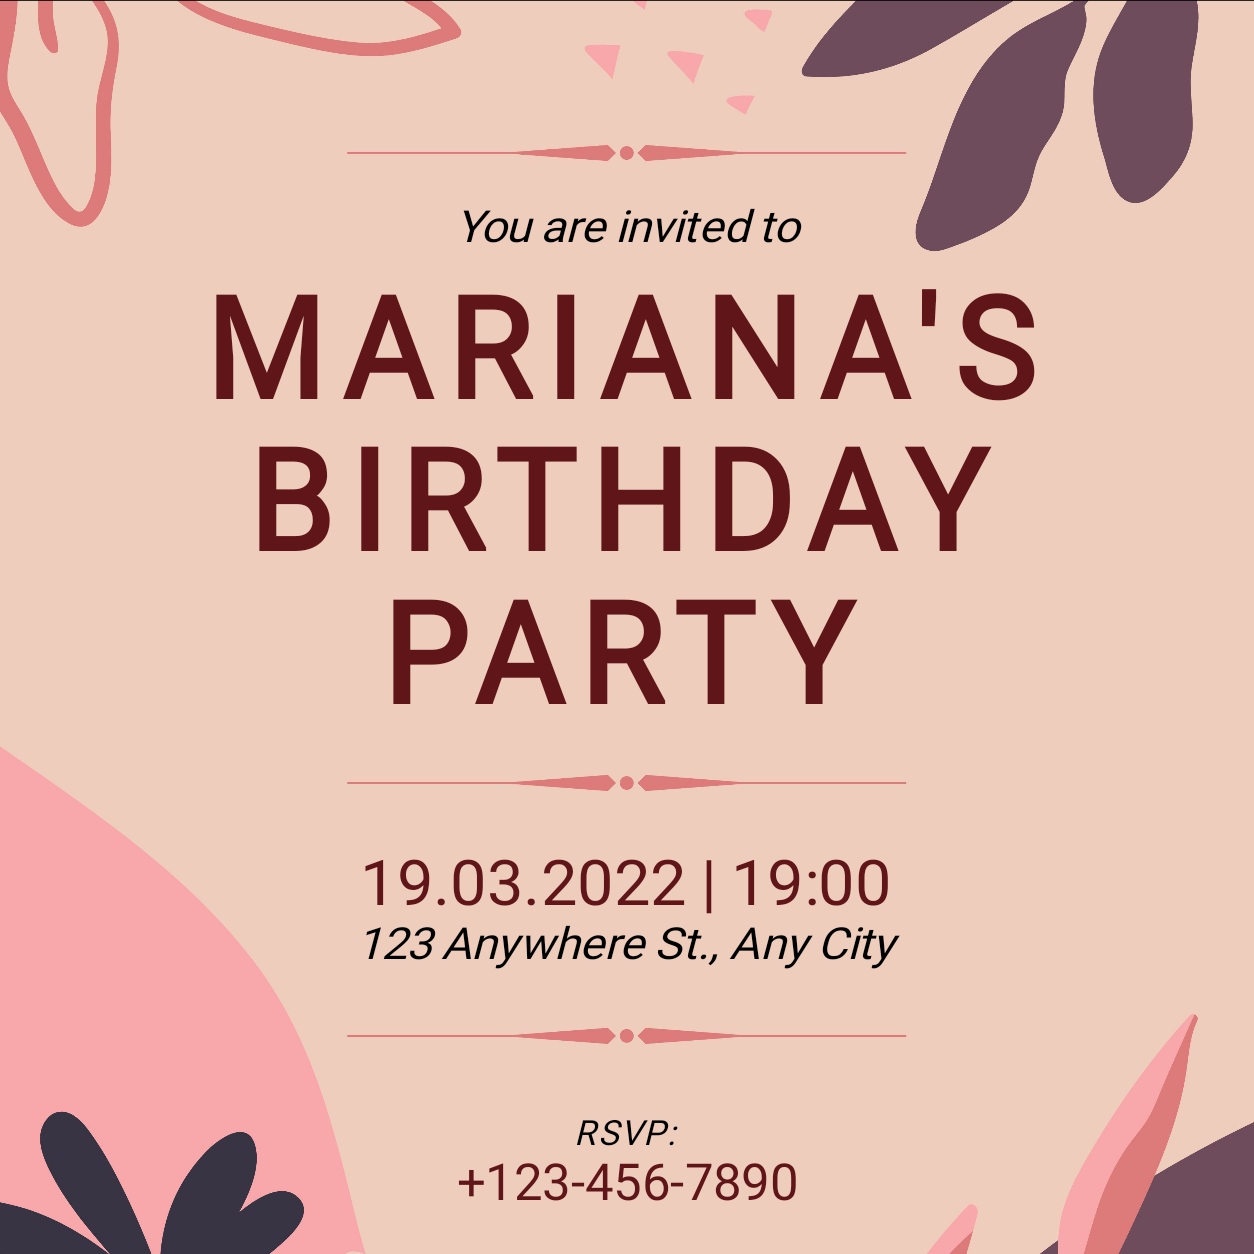 You are invited to
MARIANA'S
BIRTHDAY
PARTY
19.03.2022 | 19:00
123 Anywhere St., Any City
RSVP:
+123-456-7890